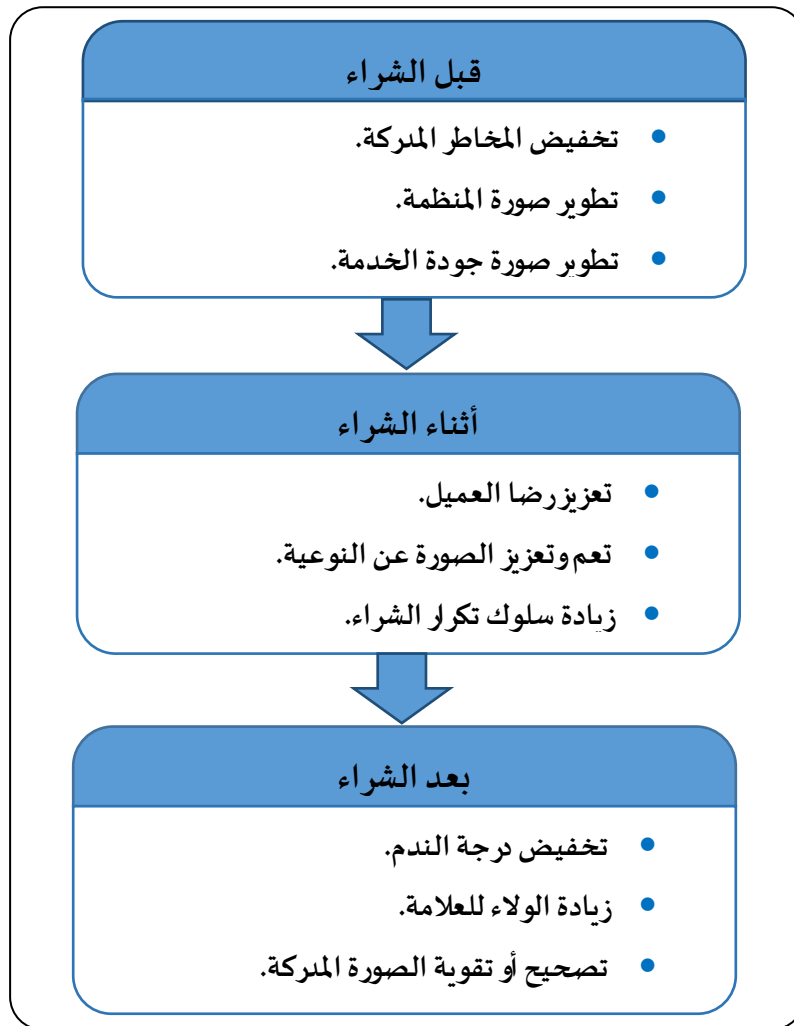 قبل الشراء
تخفيض المخاطر المدركة.
تطوير صورة المنظمة.
تطوير صورة جودة الخدمة.
أثناء الشراء
تعزيز رضا العميل.
تعم وتعزيز الصورة عن النوعية.
زيادة سلوك تكرار الشراء.
بعد الشراء
تخفيض درجة الندم.
زيادة الولاء للعلامة.
تصحيح أو تقوية الصورة المدركة.